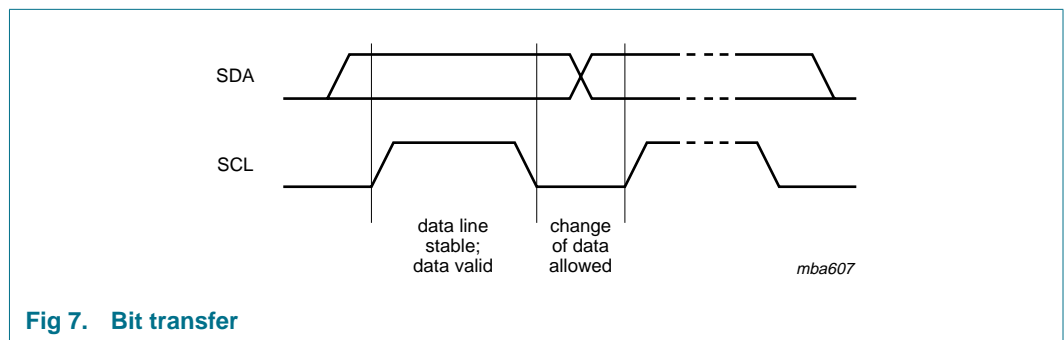 SDA
SCL
data line
stable;
data valid
change
of data
allowed
mba607
Fig 7. Bit transfer